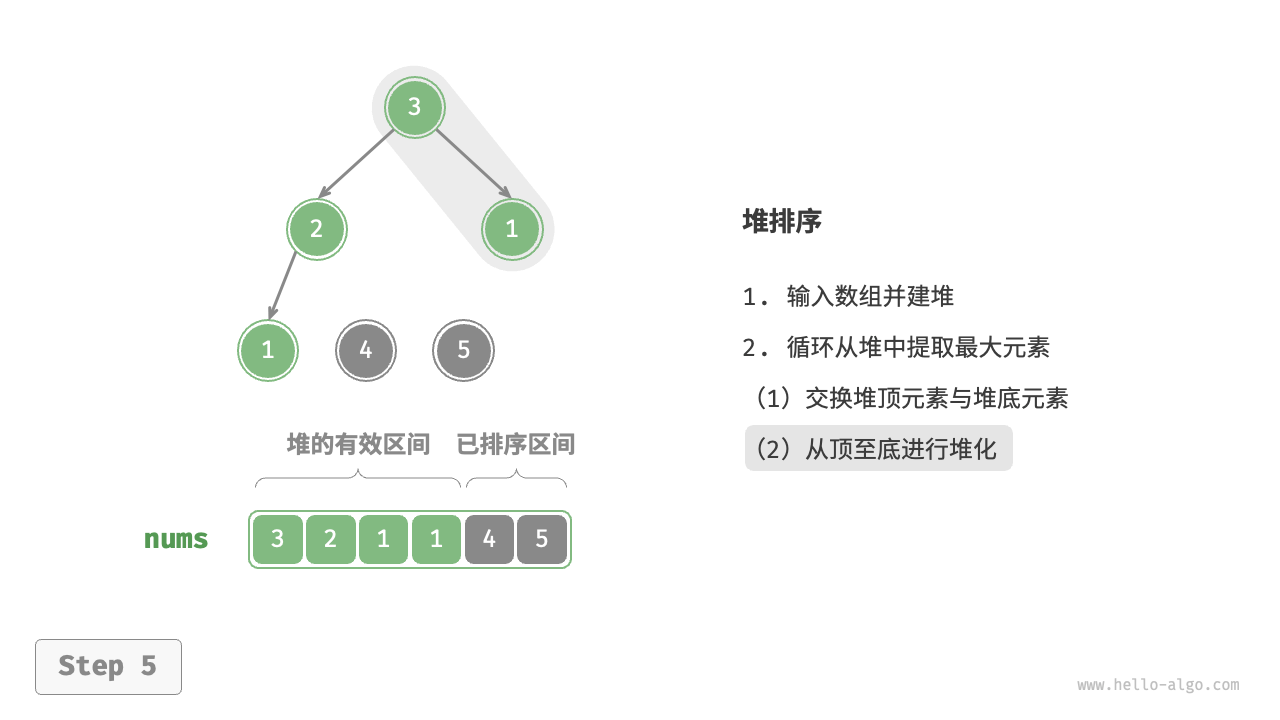 3
2 1
1 4 5
堆的有效区间 已排序区间
nums 3 2 1 1 4 5
Step 5
堆排序
1. 输入数组并建堆
2. 循环从堆中提取最大元素
（1）交换堆顶元素与堆底元素
（2）从顶至底进行堆化
www.hello-algo.com